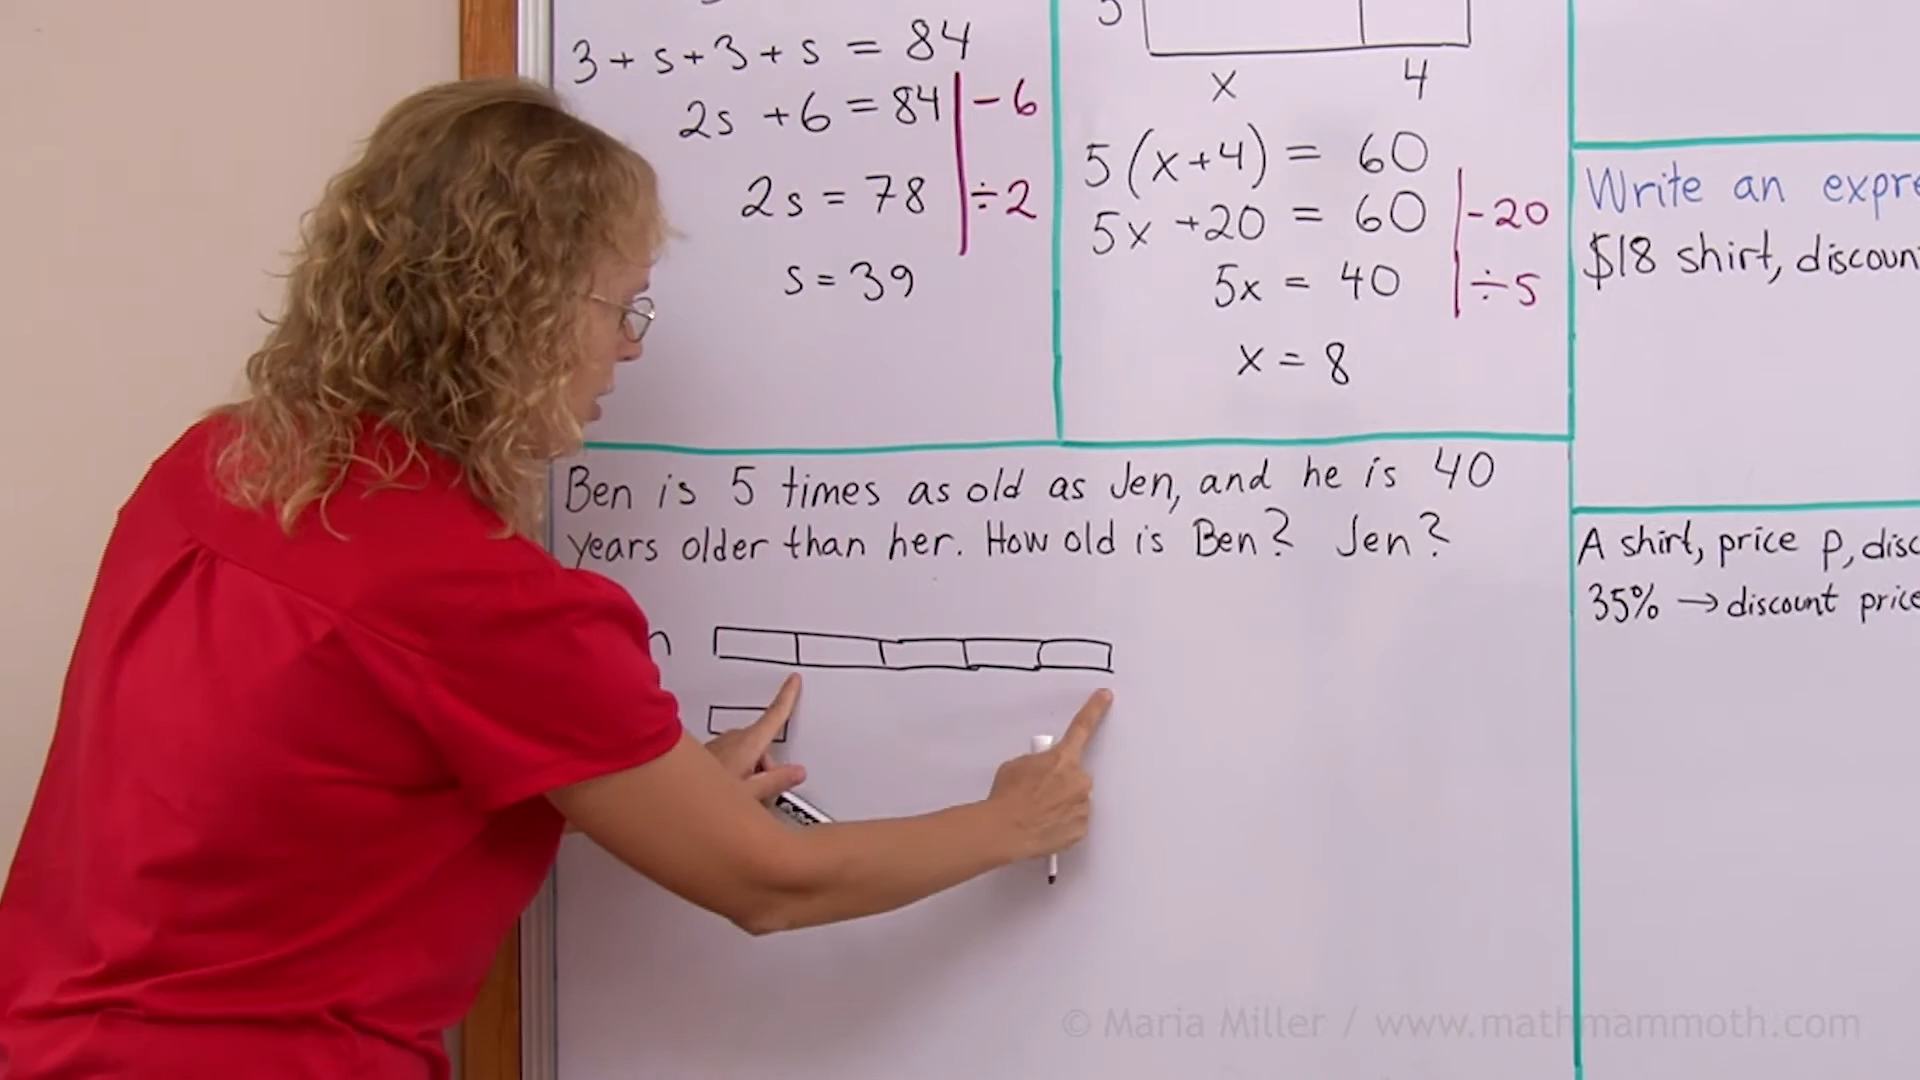 3 + s + 3 + s = 84
2s + 6 = 84 | - 6
2s = 78 | ÷ 2
s = 39
5
x 4
5(x+4) = 60
5x + 20 = 60 | - 20
5x = 40 | ÷ 5
x = 8
Ben is 5 times as old as Jen, and he is 40
years older than her. How old is Ben? Jen?
n
Write an expre
$18 shirt, discoun
A shirt, price p, disc
35% → discount price
© Maria Miller / www.mathmammoth.com